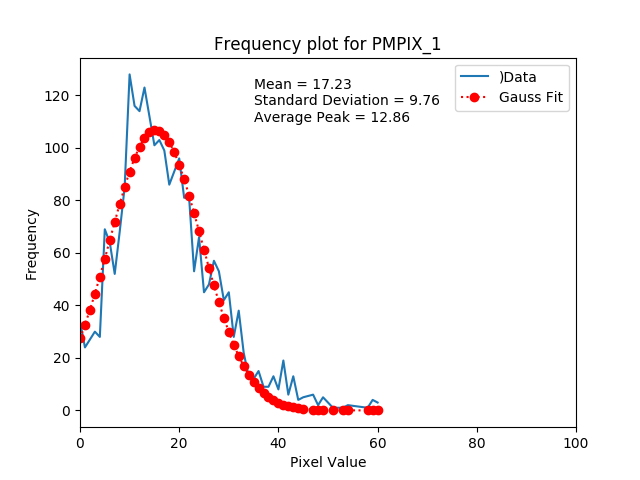 Frequency plot for PMPIX_1
Mean = 17.23
Standard Deviation = 9.76
Average Peak = 12.86
)Data
Gauss Fit
Frequency
120
100
80
60
40
20
0
0 20 40 60 80 100
Pixel Value